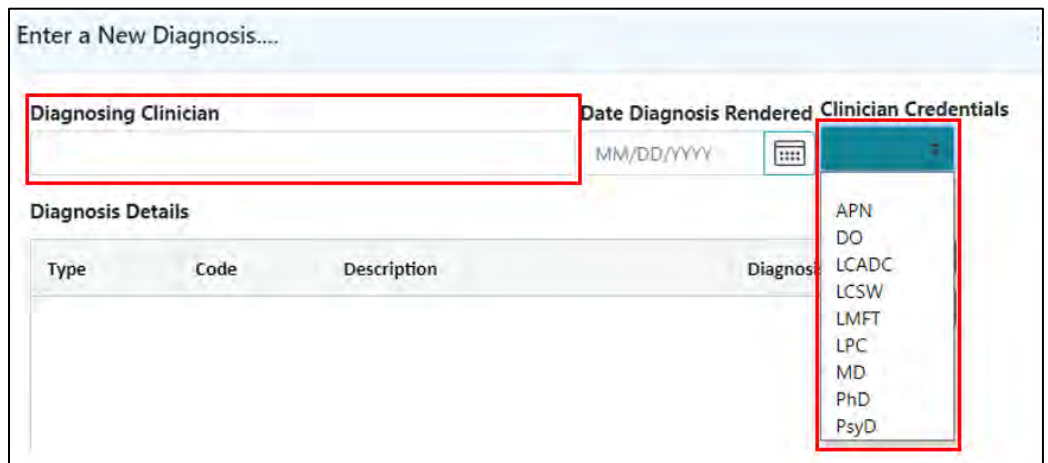 Enter a New Diagnosis....
Diagnosing Clinician
Date Diagnosis Rendered
Clinician Credentials
MM/DD/YYYY
Diagnosis Details
Type
Code
Description
APN
DO
LCADC
LCSW
LMFT
LPC
MD
PhD
PsyD